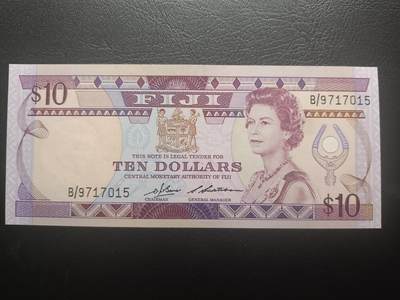 $10
FIJI
B/9717015
THIS NOTE IS LEGAL TENDER FOR
TEN DOLLARS
CENTRAL MONETARY AUTHORITY OF FIJI
B/9717015
CHAIRMAN
GENERAL MANAGER
$10